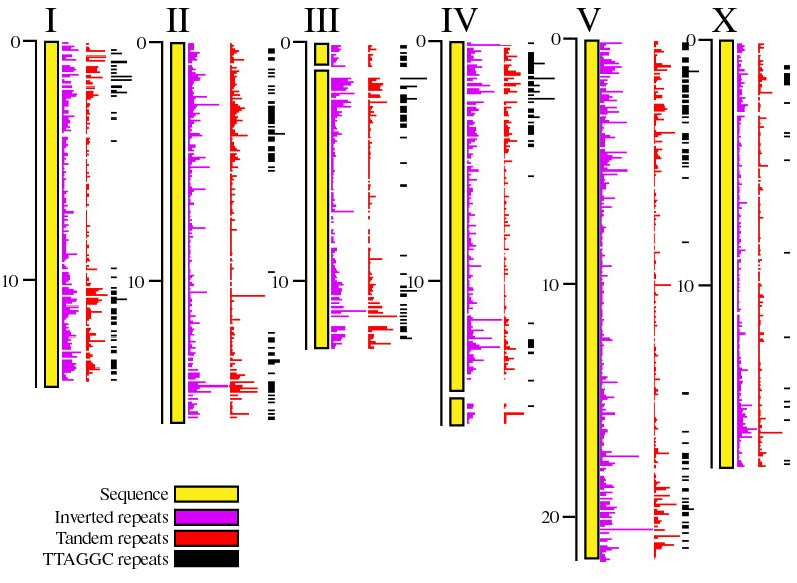 I II III IV V X
0 0 0 0 0 0
10 10 10 10 10 10
20
Sequence
Inverted repeats
Tandem repeats
TTAGGC repeats